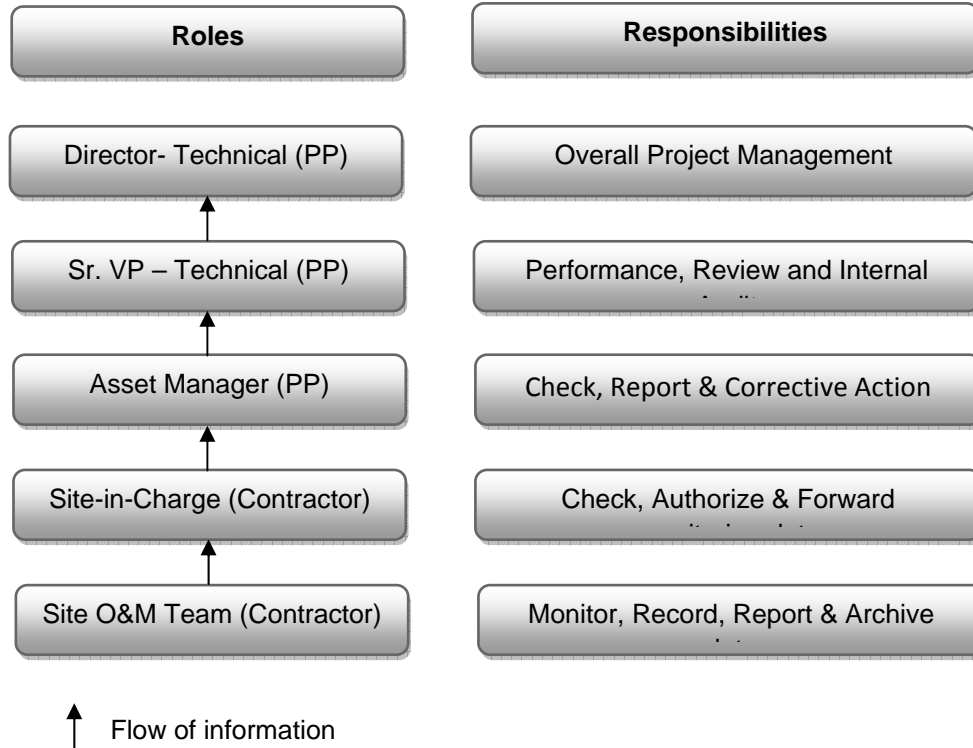 Roles
Responsibilities
Director- Technical (PP)
Overall Project Management
Sr. VP – Technical (PP)
Performance, Review and Internal
Asset Manager (PP)
Check, Report & Corrective Action
Site-in-Charge (Contractor)
Check, Authorize & Forward
Site O&M Team (Contractor)
Monitor, Record, Report & Archive
Flow of information